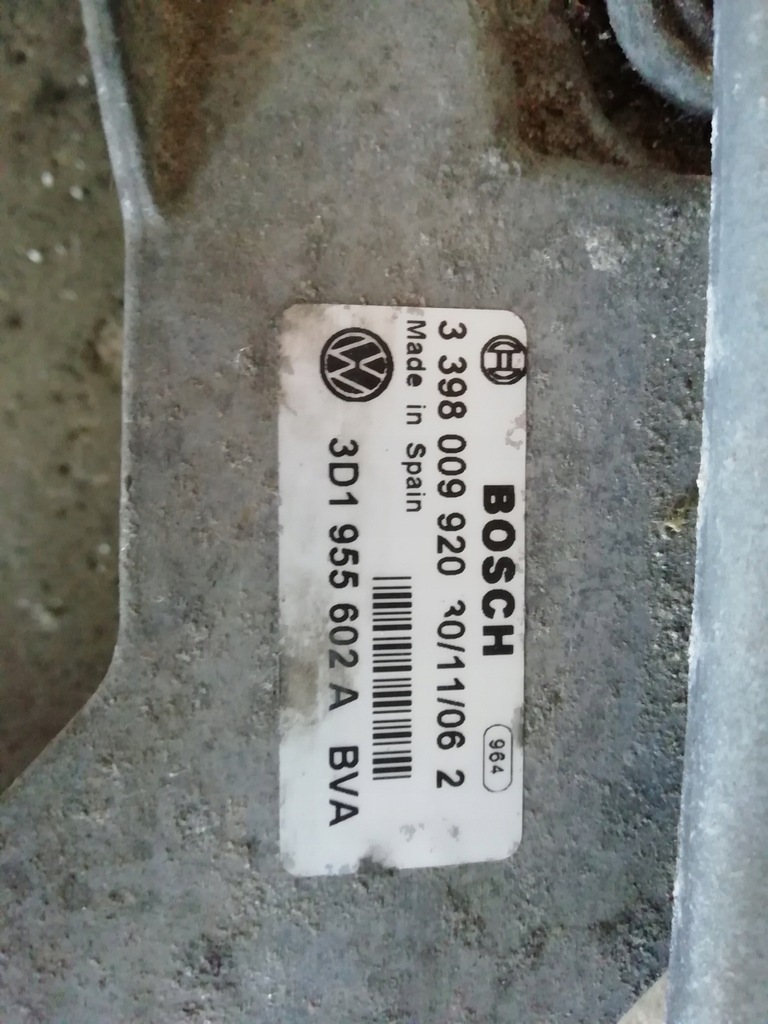 BOSCH 964
3 398 009 920 30/11/06 2
Made in Spain
3D1 955 602 A BVA